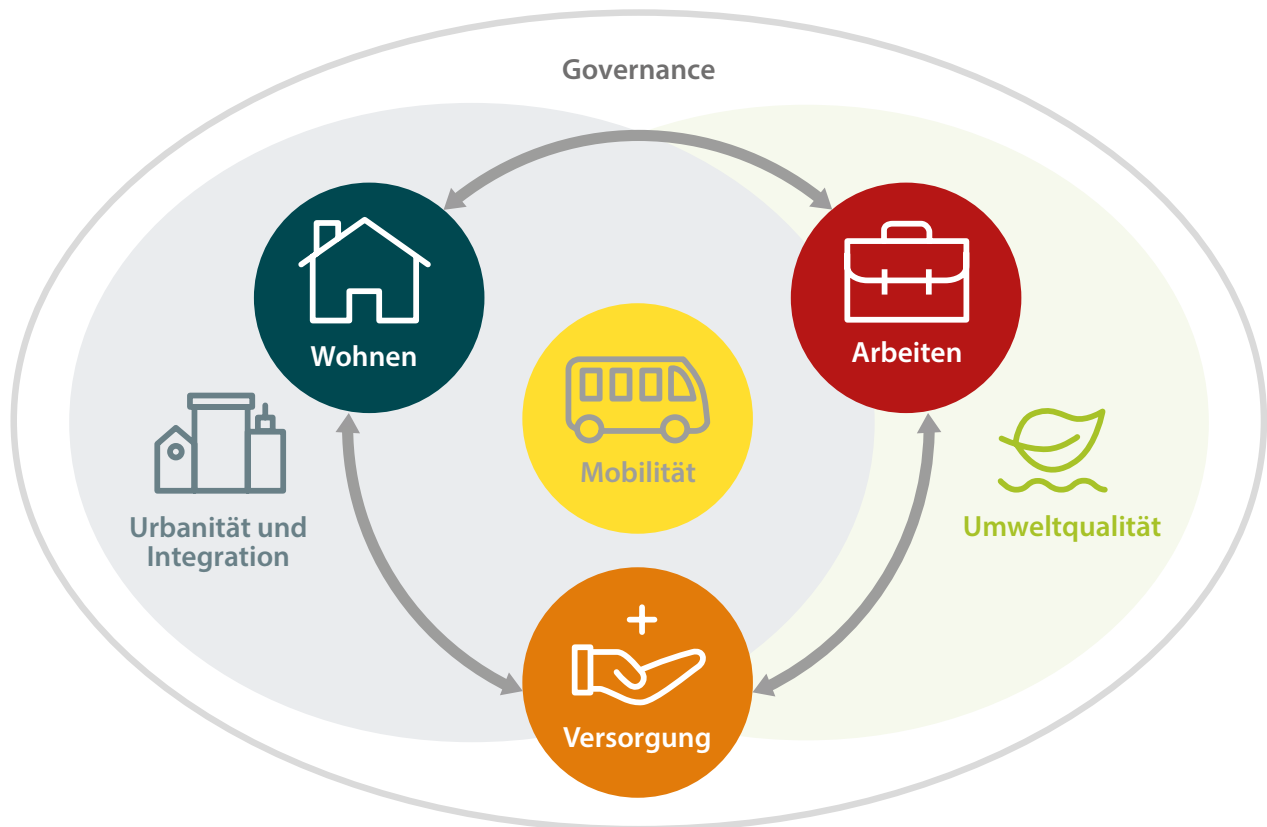 Governance
Wohnen
Arbeiten
Mobilität
Urbanität und
Integration
Umweltqualität
Versorgung